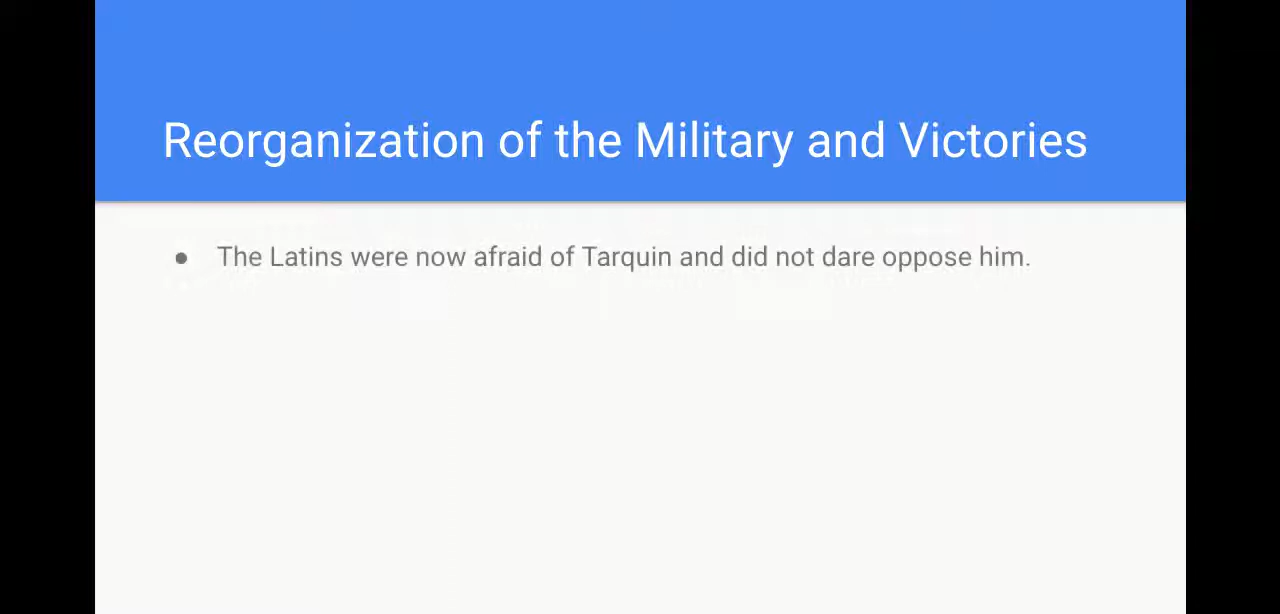 Reorganization of the Military and Victories
● The Latins were now afraid of Tarquin and did not dare oppose him.